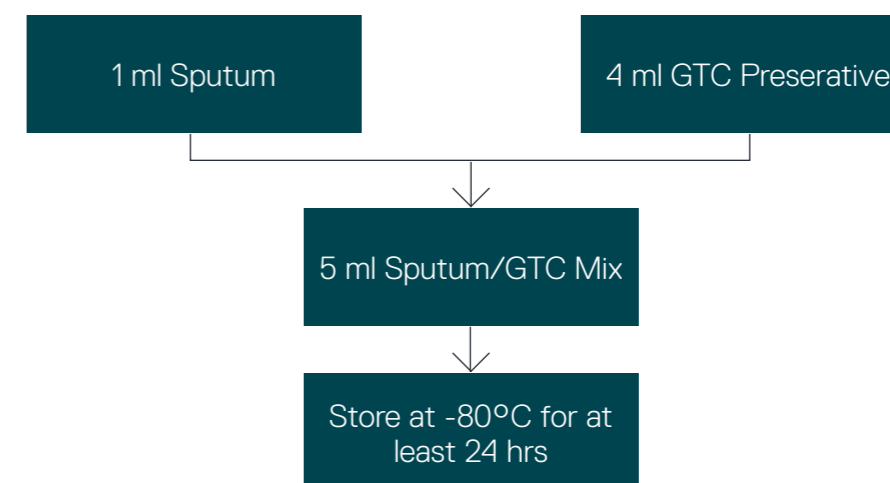 1 ml Sputum
4 ml GTC Preserative
5 ml Sputum/GTC Mix
Store at -80°C for at
least 24 hrs